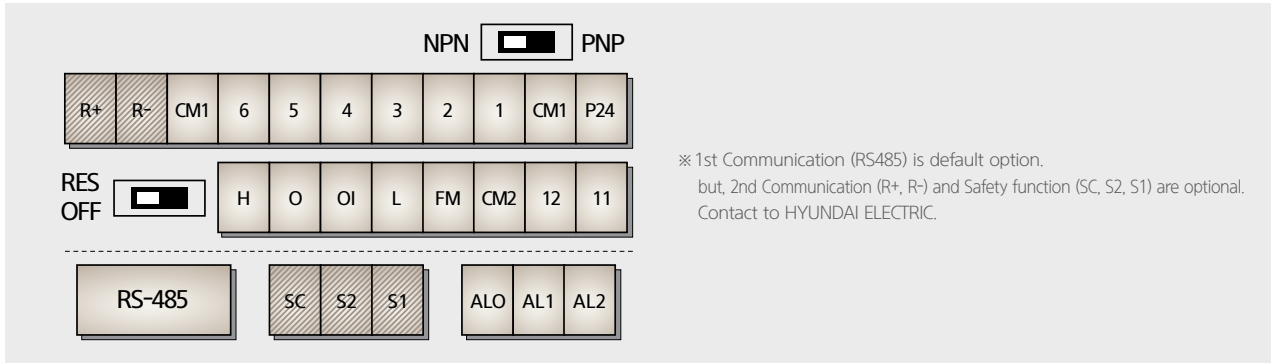 NPN PNP
R+ R- CM1 6 5 4 3 2 1 CM1 P24
RES
OFF
H O OI L FM CM2 12 11
RS-485 SC S2 S1 AL0 AL1 AL2
※ 1st Communication (RS485) is default option.
but, 2nd Communication (R+, R-) and Safety function (SC, S2, S1) are optional.
Contact to HYUNDAI ELECTRIC.